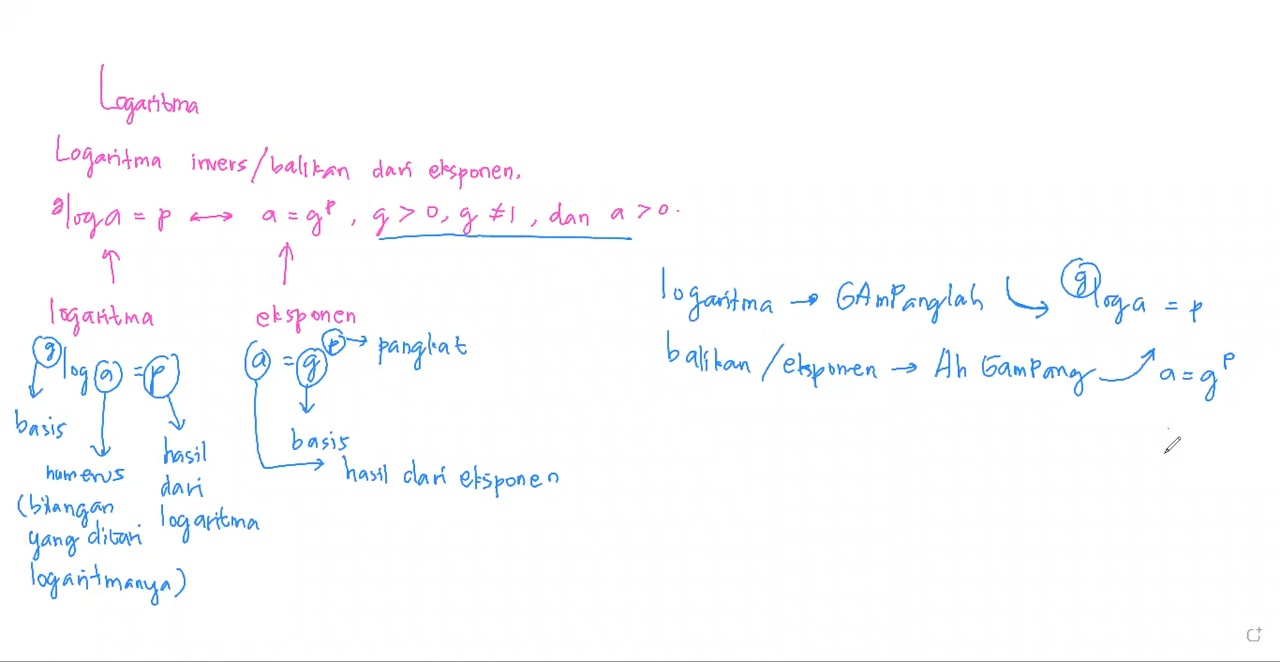 Logaritma
Logaritma invers/balikan dari eksponen.
ᵍlog a = p ↔ a = gᵖ, g > 0, g ≠ 1, dan a > 0.
logaritma
eksponen
ᵍlog a = p
basis
numerus
(bilangan
yang dicari
logaritmanya)
hasil
dari
logaritma
a = gᵖ → pangkat
basis
hasil dari eksponen
logaritma → GAmPanglah ᵍlog a = p
balikan/eksponen → Ah GamPang a = gᵖ